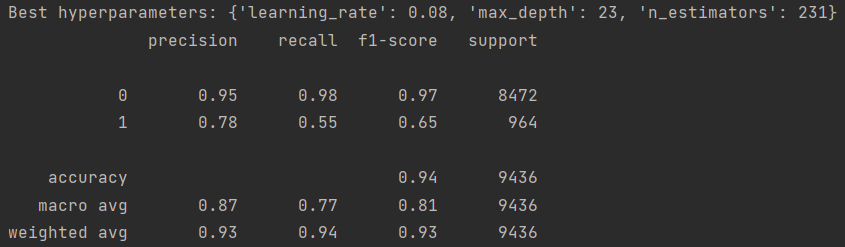 Best hyperparameters: {'learning_rate': 0.08, 'max_depth': 23, 'n_estimators': 231}
precision recall f1-score support
0 0.95 0.98 0.97 8472
1 0.78 0.55 0.65 964
accuracy 0.94 9436
macro avg 0.87 0.77 0.81 9436
weighted avg 0.93 0.94 0.93 9436